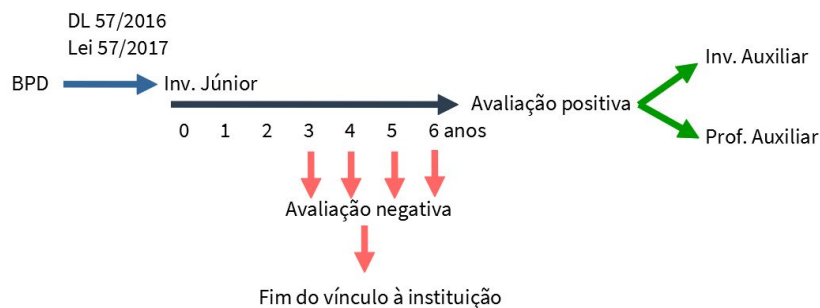 DL 57/2016
Lei 57/2017
BPD
Inv. Júnior
Inv. Auxiliar
Avaliação positiva
Prof. Auxiliar
0 1 2 3 4 5 6 anos
Avaliação negativa
Fim do vínculo à instituição